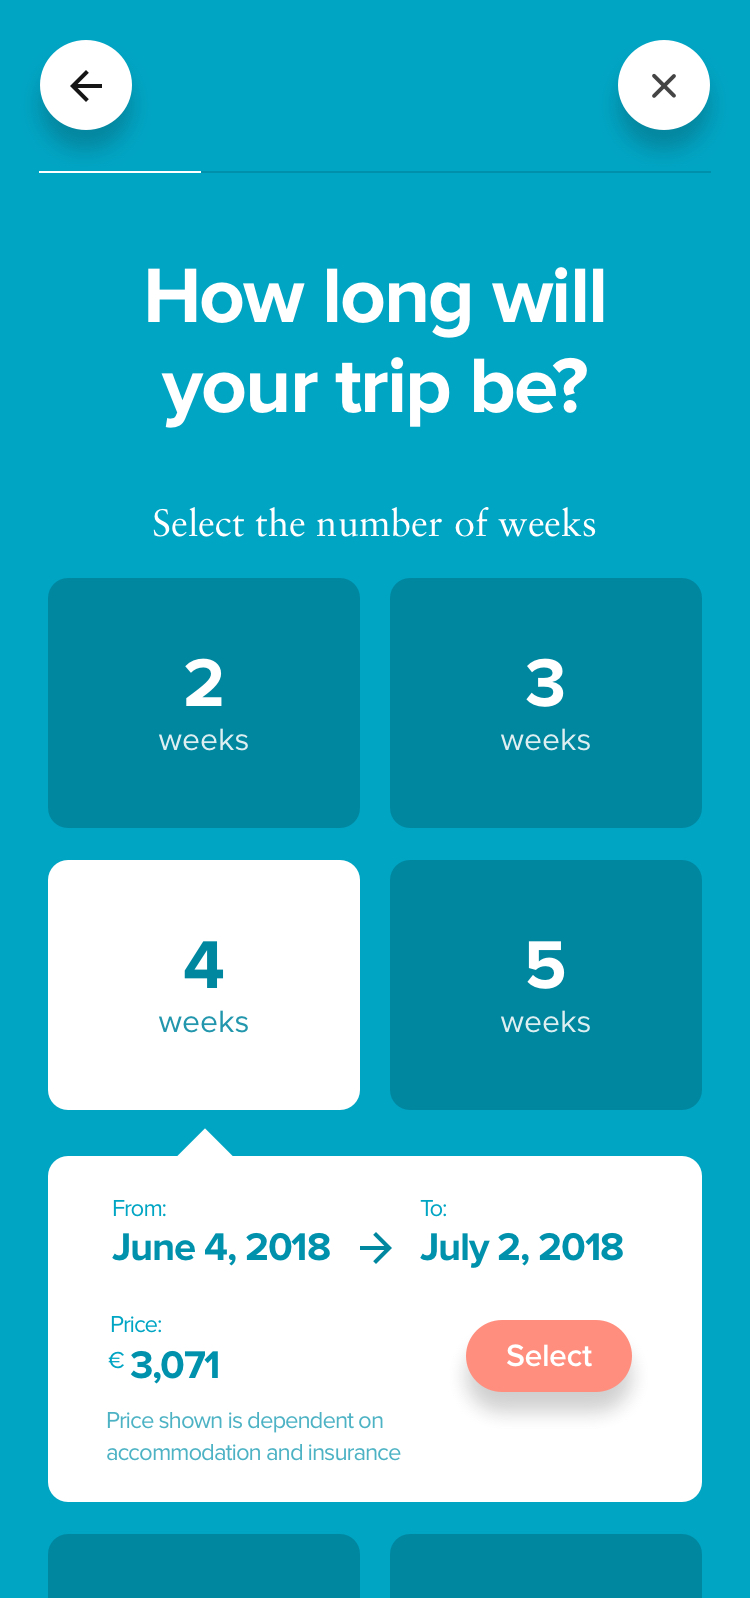 How long will
your trip be?
Select the number of weeks
2
weeks
3
weeks
4
weeks
5
weeks
From:
June 4, 2018
To:
July 2, 2018
Price:
€ 3,071
Select
Price shown is dependent on
accommodation and insurance